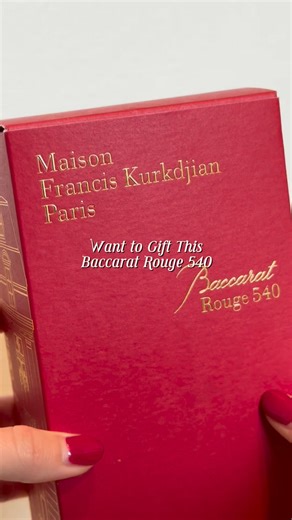 Maison
Francis Kurkdjian
Paris
Want to Gift This
Baccarat Rouge 540
Baccarat
Rouge 540